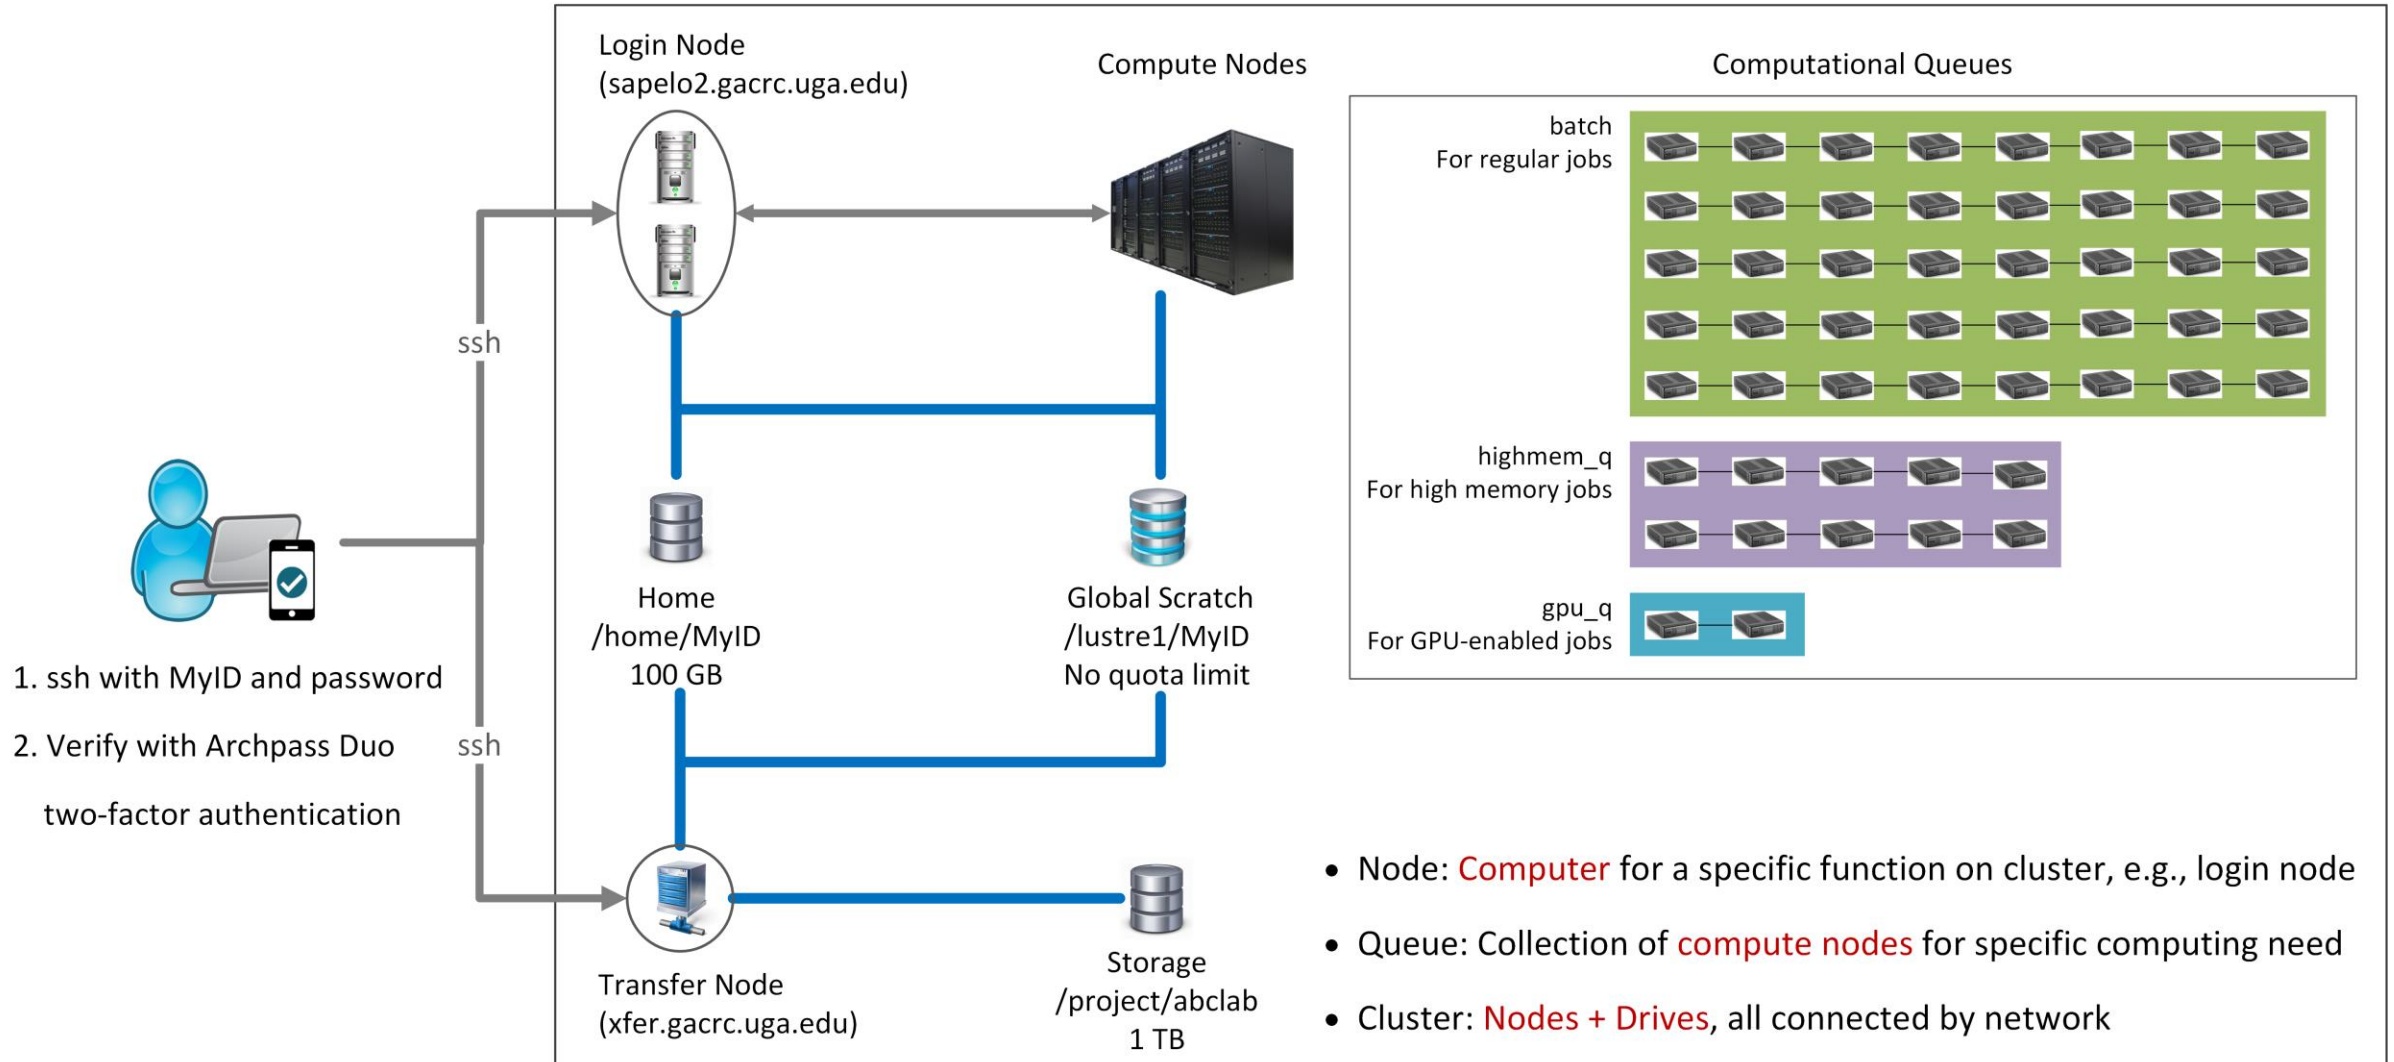 Login Node
(sapelo2.gacrc.uga.edu)
Compute Nodes
Computational Queues
batch
For regular jobs
highmem_q
For high memory jobs
gpu_q
For GPU-enabled jobs
ssh
Home
/home/MyID
100 GB
Global Scratch
/lustre1/MyID
No quota limit
1. ssh with MyID and password
2. Verify with Archpass Duo
two-factor authentication
ssh
Transfer Node
(xfer.gacrc.uga.edu)
Storage
/project/abclab
1 TB
• Node: Computer for a specific function on cluster, e.g., login node
• Queue: Collection of compute nodes for specific computing need
• Cluster: Nodes + Drives, all connected by network